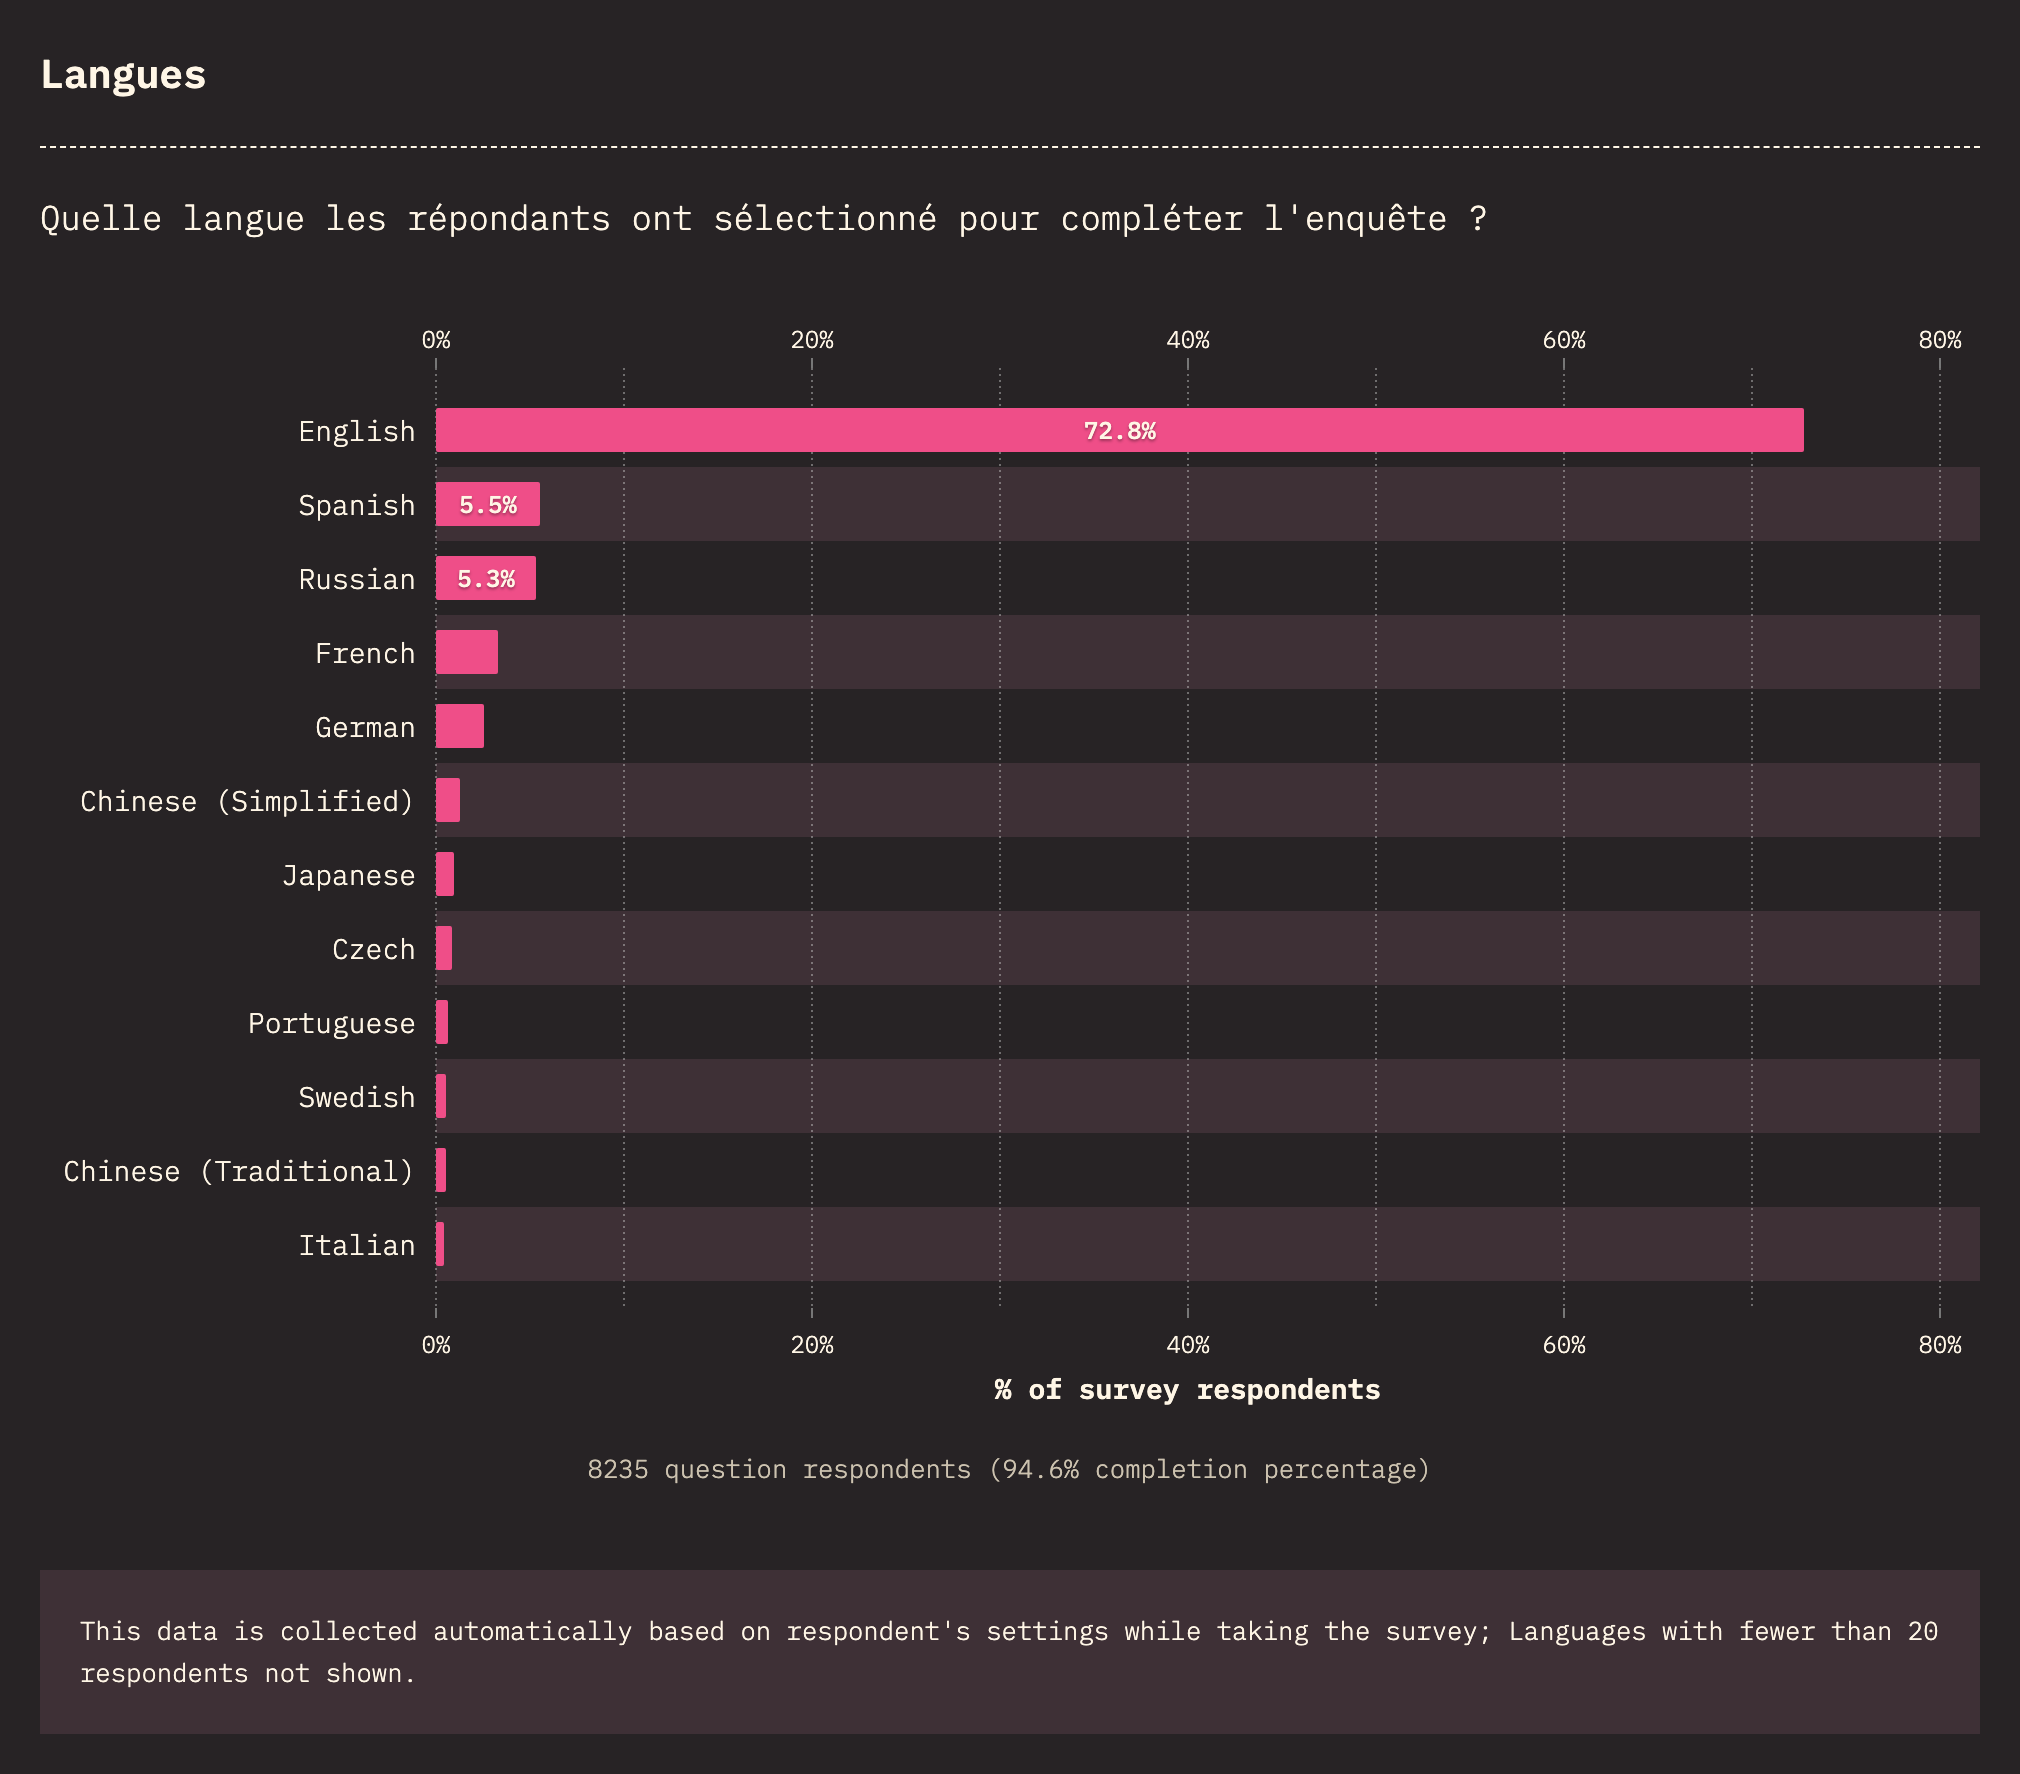 Langues
Quelle langue les répondants ont sélectionné pour compléter l'enquête ?
0% 20% 40% 60% 80%
English 72.8%
Spanish 5.5%
Russian 5.3%
French
German
Chinese (Simplified)
Japanese
Czech
Portuguese
Swedish
Chinese (Traditional)
Italian
0% 20% 40% 60% 80%
% of survey respondents
8235 question respondents (94.6% completion percentage)
This data is collected automatically based on respondent's settings while taking the survey; Languages with fewer than 20
respondents not shown.